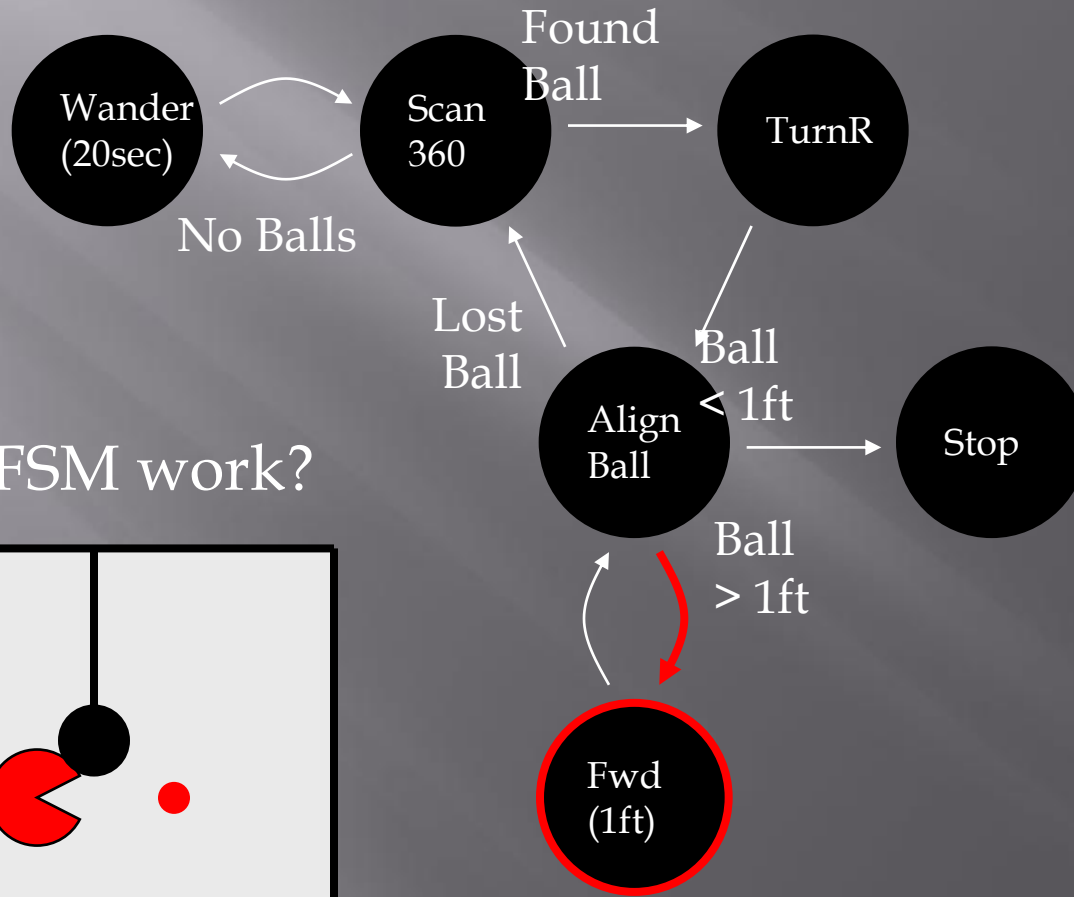 Found
Ball
Wander
(20sec)
Scan
360
TurnR
No Balls
Lost
Ball
Ball
< 1ft
Align
Ball
Stop
FSM work?
Ball
> 1ft
Fwd
(1ft)